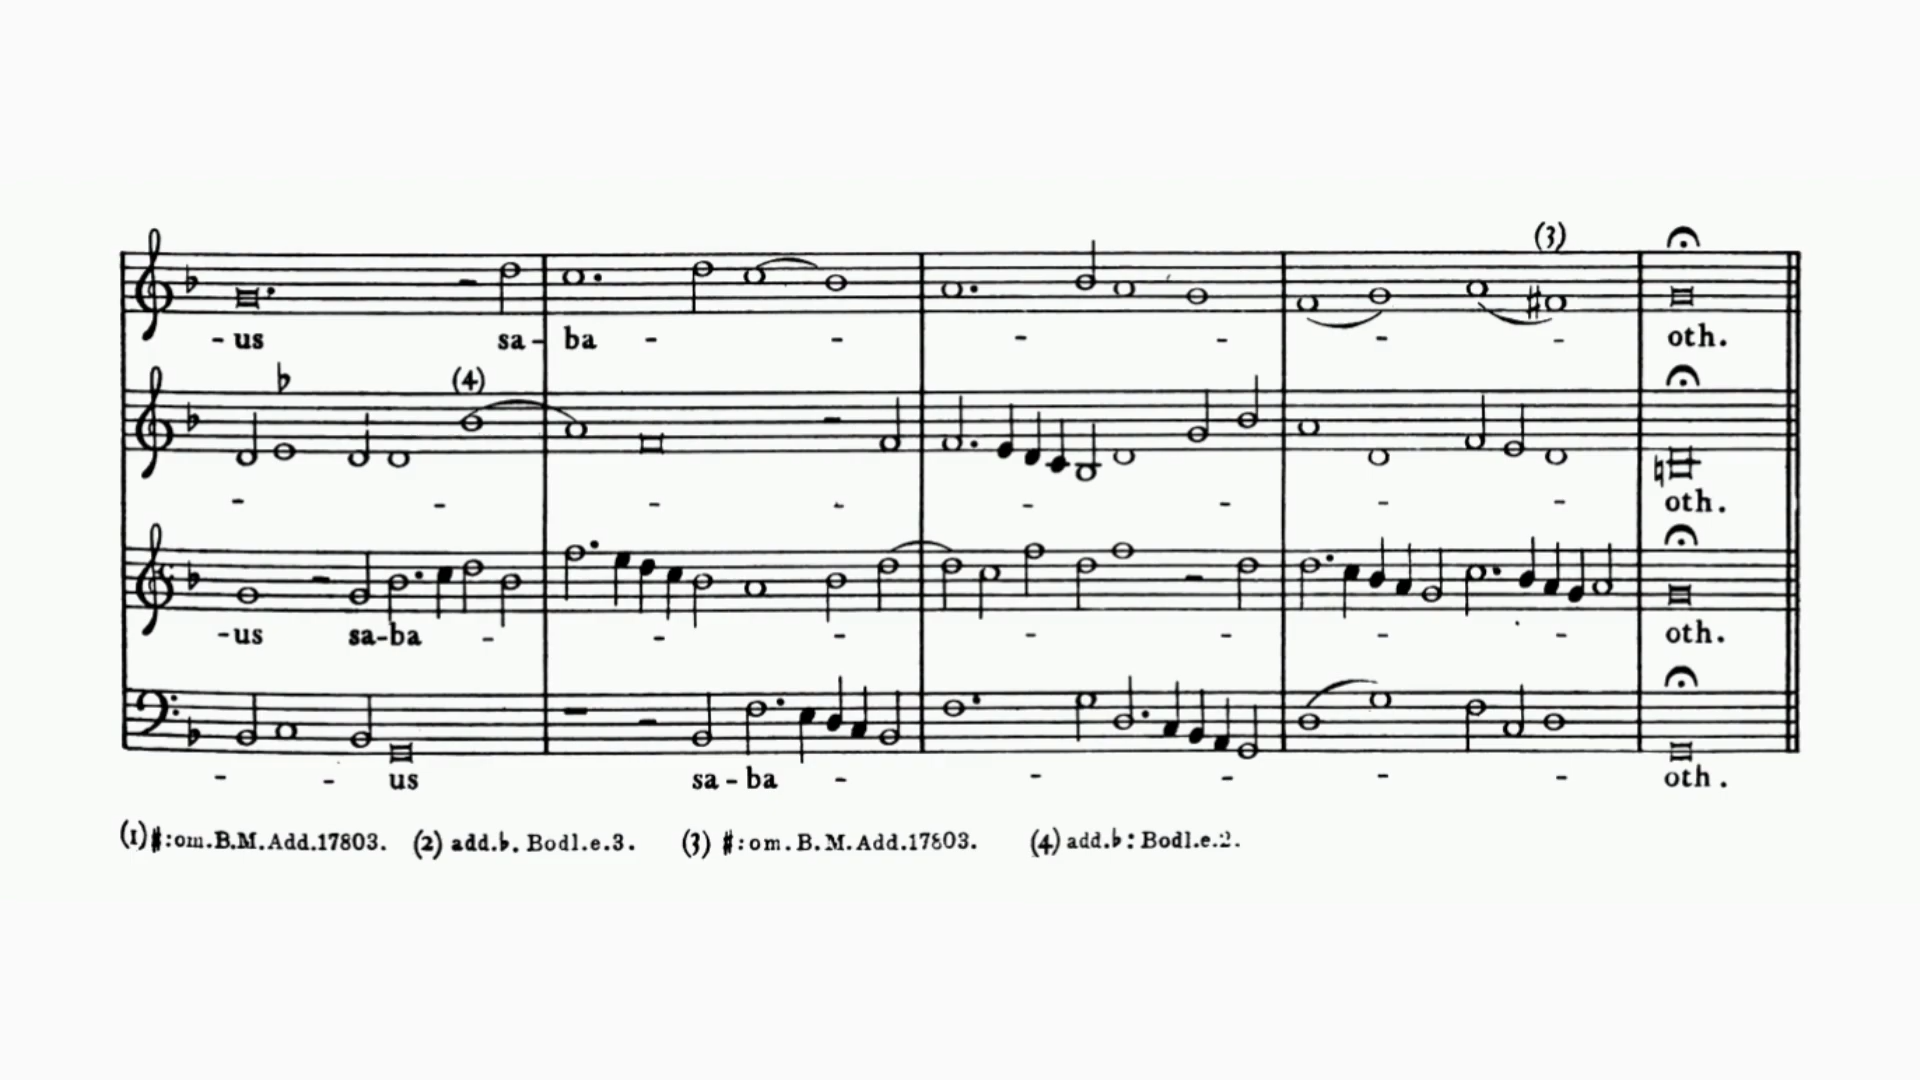 (3)
- us sa - ba - - - - - - oth.
(4)
- - - - - - - - oth.
- us sa-ba - - - - - - - oth.
- - us sa - ba - - - - - oth.
(1)#:om.B.M.Add.17803. (2) add.♭. Bodl.e.3. (3) #:om.B.M.Add.17803. (4) add.♭: Bodl.e.2.